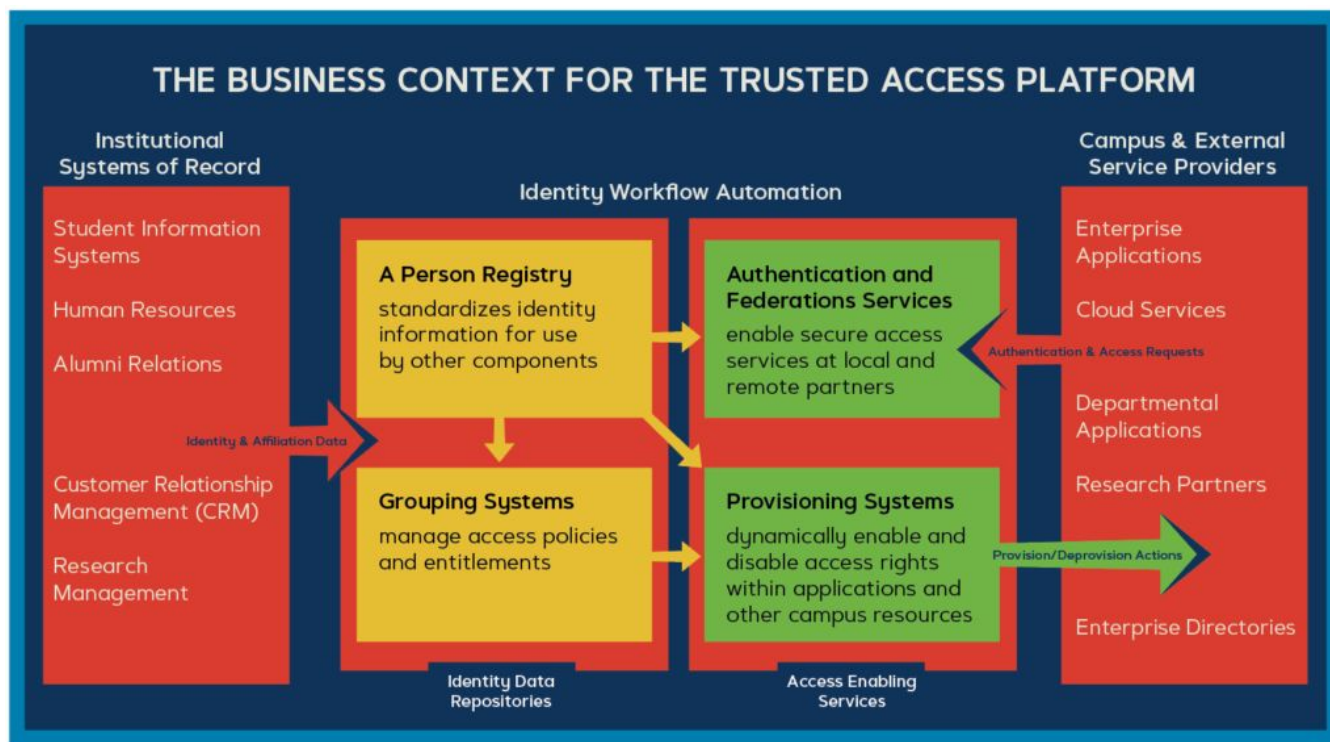 THE BUSINESS CONTEXT FOR THE TRUSTED ACCESS PLATFORM
Institutional
Systems of Record
Student Information
Systems
Human Resources
Alumni Relations
Customer Relationship
Management (CRM)
Research
Management
Identity & Affiliation Data
Identity Workflow Automation
A Person Registry
standardizes identity
information for use
by other components
Grouping Systems
manage access policies
and entitlements
Identity Data
Repositories
Authentication and
Federations Services
enable secure access
services at local and
remote partners
Provisioning Systems
dynamically enable and
disable access rights
within applications and
other campus resources
Access Enabling
Services
Authentication & Access Requests
Provision/Deprovision Actions
Campus & External
Service Providers
Enterprise
Applications
Cloud Services
Departmental
Applications
Research Partners
Enterprise Directories